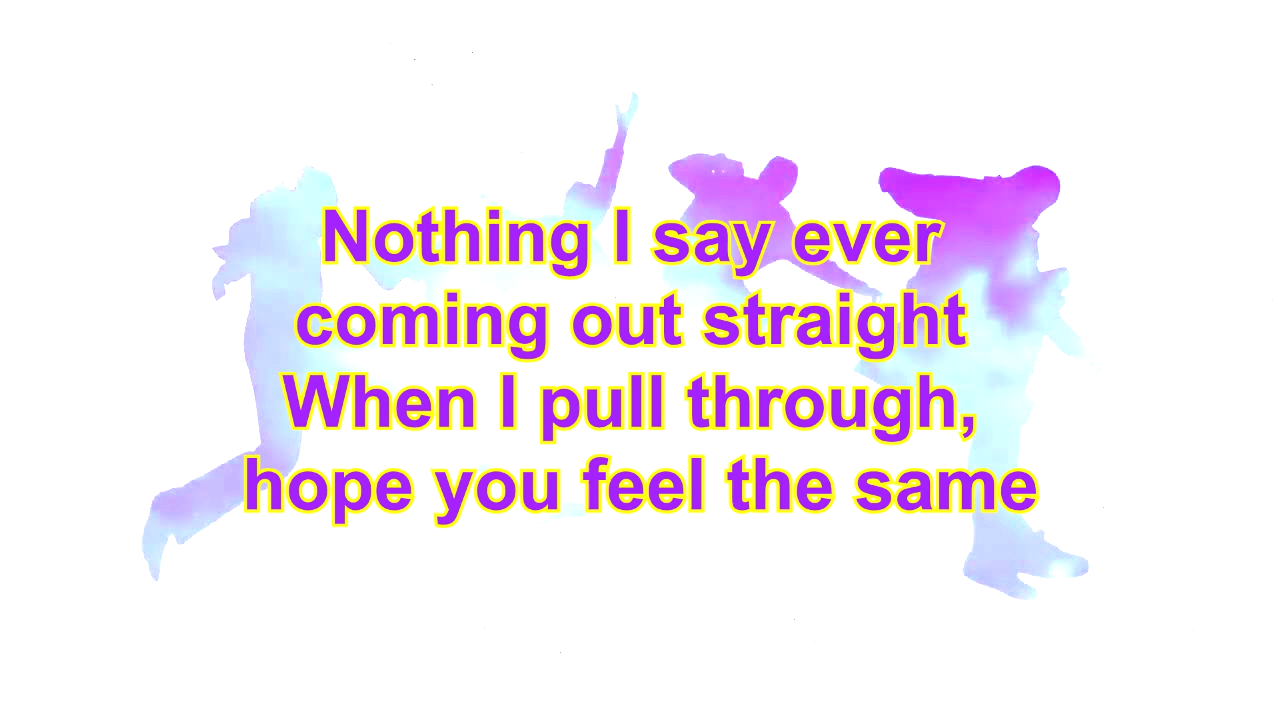 Nothing I say ever
coming out straight
When I pull through,
hope you feel the same